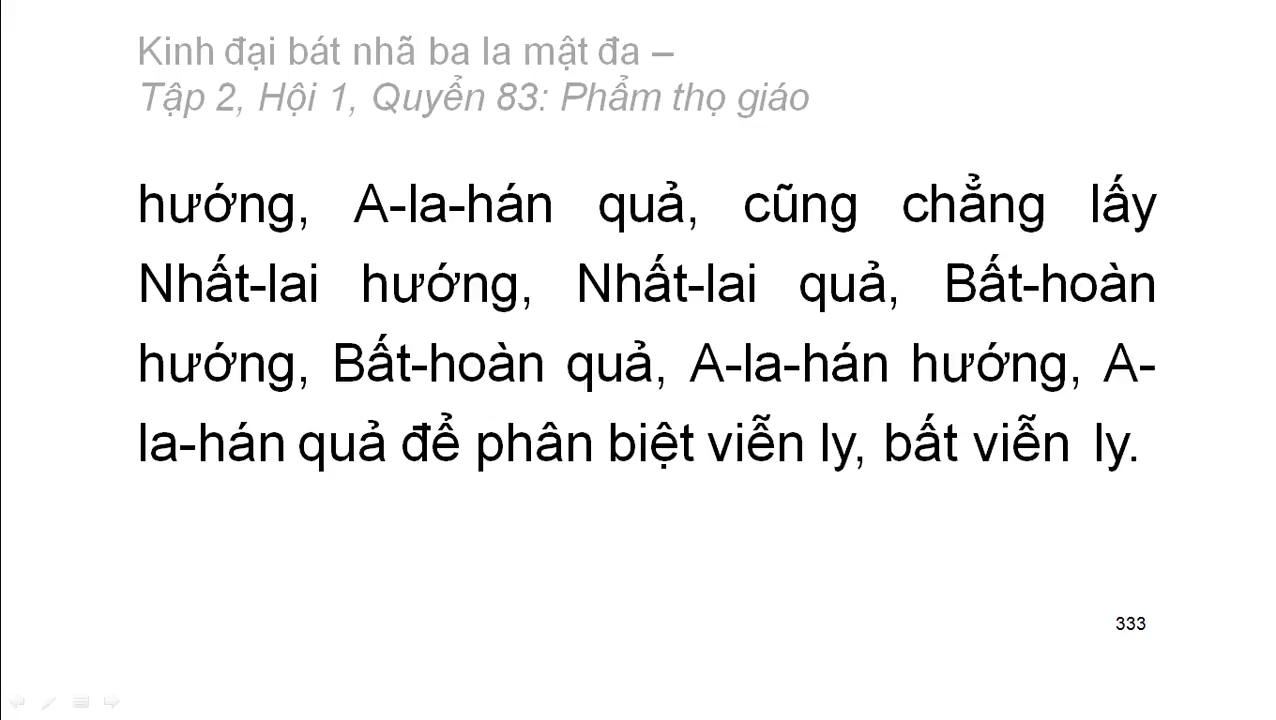 Kinh đại bát nhã ba la mật đa –
Tập 2, Hội 1, Quyển 83: Phẩm thọ giáo
hướng, A-la-hán quả, cũng chẳng lấy
Nhất-lai hướng, Nhất-lai quả, Bất-hoàn
hướng, Bất-hoàn quả, A-la-hán hướng, A-
la-hán quả để phân biệt viễn ly, bất viễn ly.
333